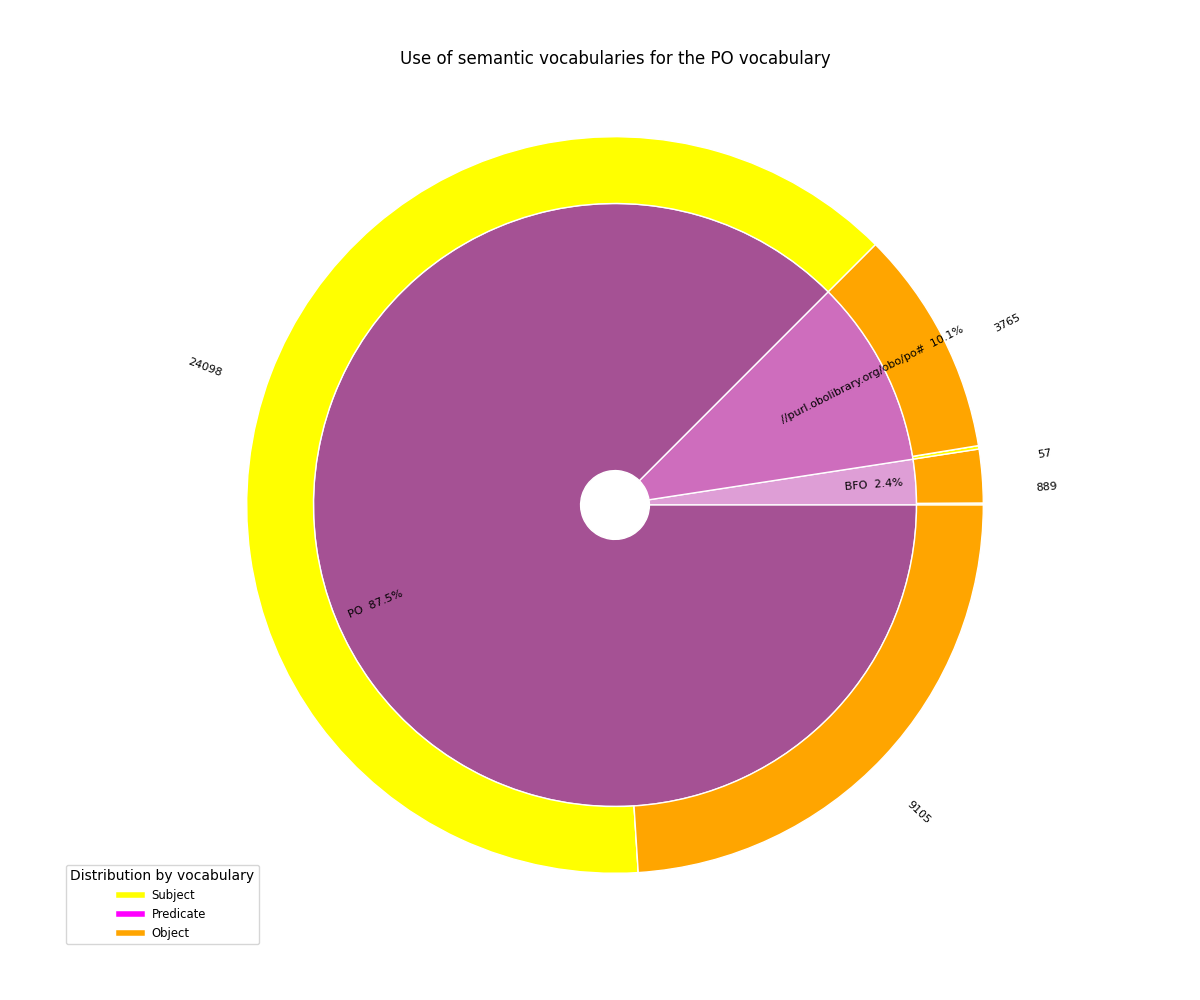 Use of semantic vocabularies for the PO vocabulary
3765
//purl.obolibrary.org/obo/po#  10.1%
24098
57
BFO  2.4%
889
PO  87.5%
9105
Distribution by vocabulary
Subject
Predicate
Object